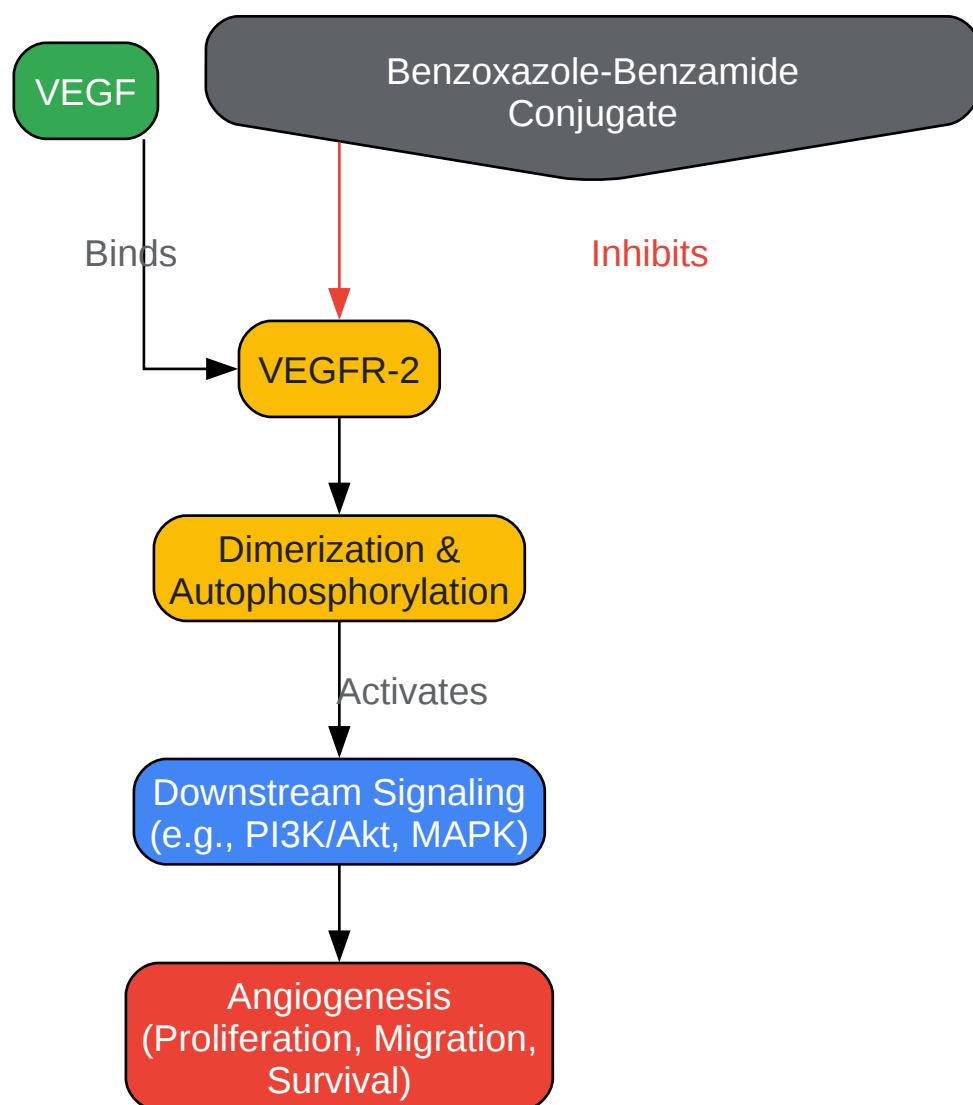 VEGF
Benzoxazole-Benzamide
Conjugate
Binds
Inhibits
VEGFR-2
Dimerization &
Autophosphorylation
Activates
Downstream Signaling
(e.g., PI3K/Akt, MAPK)
Angiogenesis
(Proliferation, Migration,
Survival)